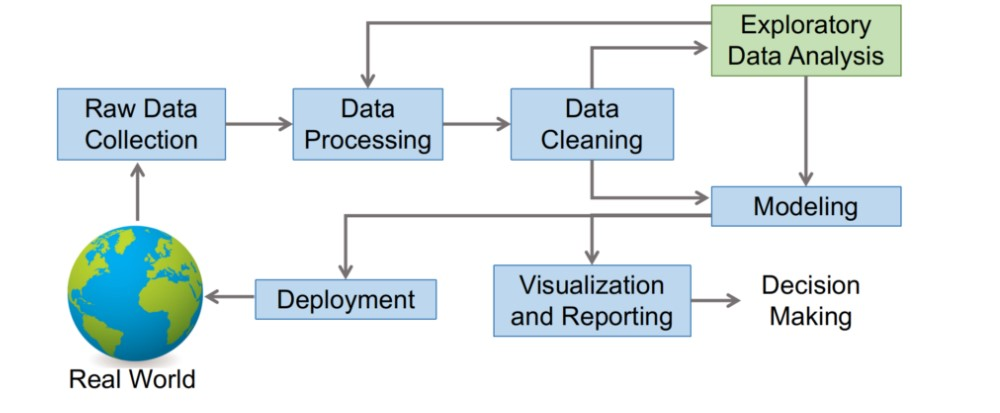 Exploratory
Data Analysis
Raw Data
Collection
Data
Processing
Data
Cleaning
Modeling
Deployment
Visualization
and Reporting
Decision
Making
Real World